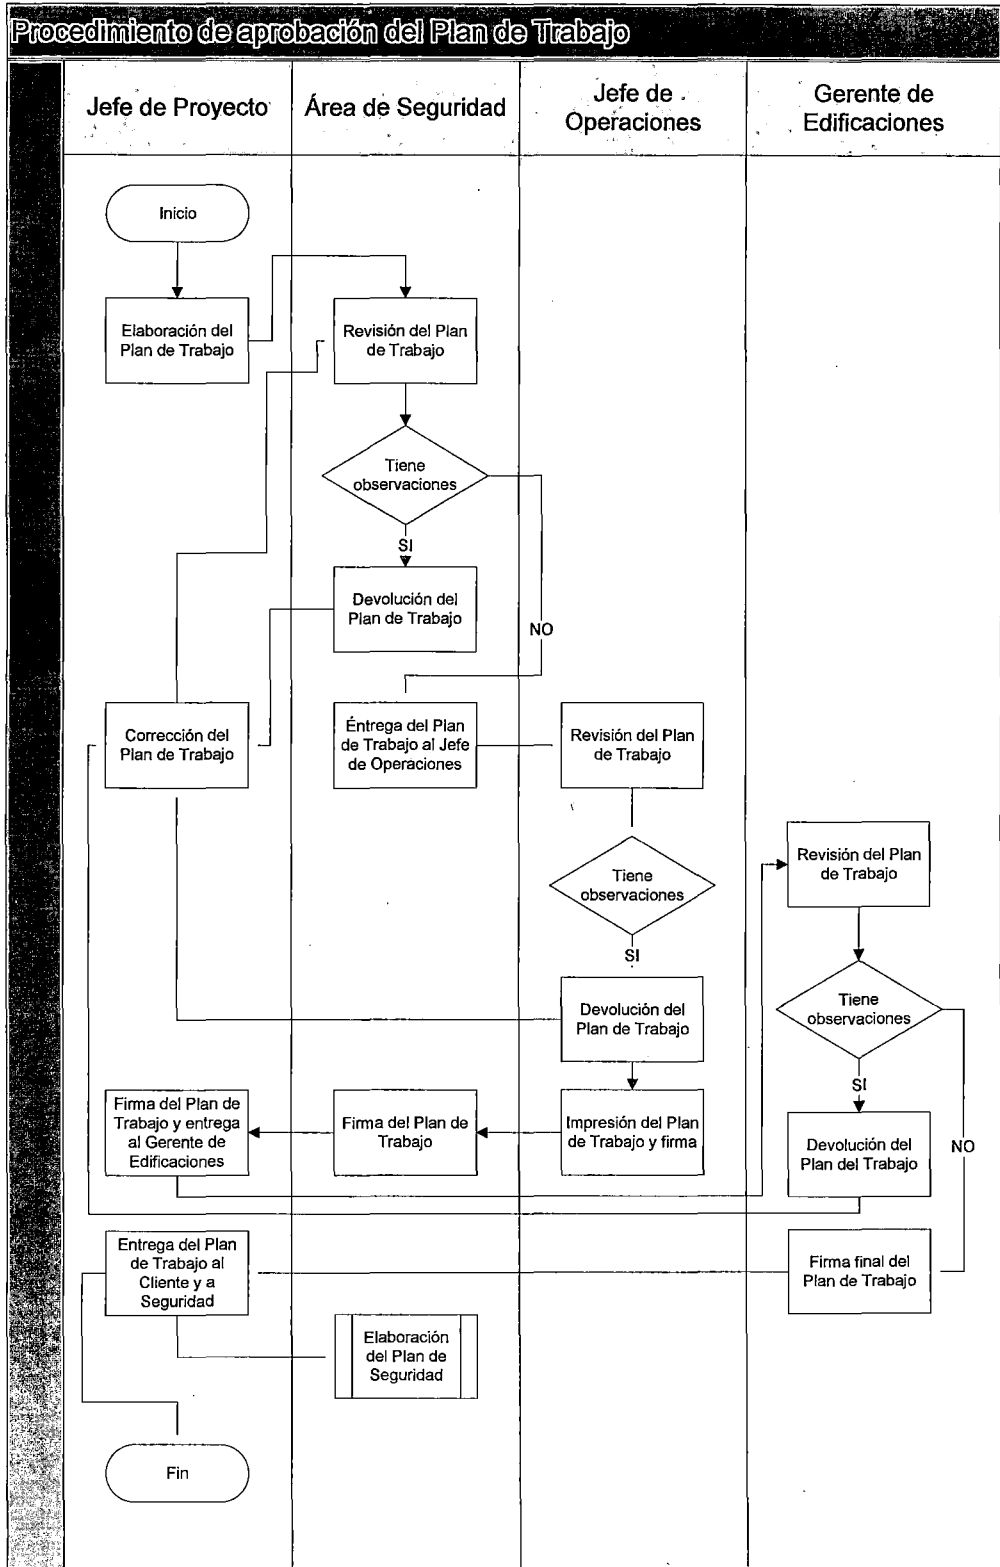 Procedimiento de aprobación del Plan de Trabajo
Jefe de Proyecto
Área de Seguridad
Jefe de
Operaciones
Gerente de
Edificaciones
Inicio
Elaboración del
Plan de Trabajo
Revisión del Plan
de Trabajo
Tiene
observaciones
SI
Devolución del
Plan de Trabajo
NO
Corrección del
Plan de Trabajo
Éntrega del Plan
de Trabajo al Jefe
de Operaciones
Revisión del Plan
de Trabajo
Revisión del Plan
de Trabajo
Tiene
observaciones
SI
Tiene
observaciones
Devolución del
Plan de Trabajo
SI
Firma del Plan de
Trabajo y entrega
al Gerente de
Edificaciones
Firma del Plan de
Trabajo
Impresión del Plan
de Trabajo y firma
Devolución del
Plan del Trabajo
NO
Entrega del Plan
de Trabajo al
Cliente y a
Seguridad
Firma final del
Plan de Trabajo
Elaboración
del Plan de
Seguridad
Fin